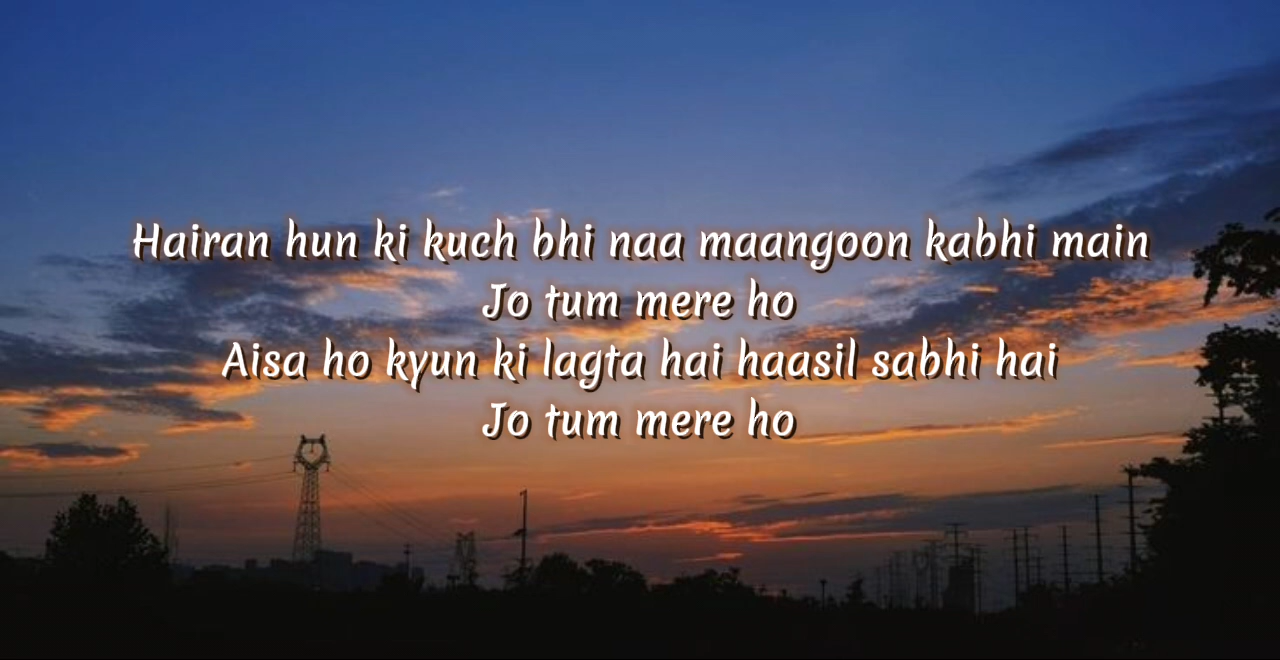 Hairan hun ki kuch bhi naa maangoon kabhi main
Jo tum mere ho
Aisa ho kyun ki lagta hai haasil sabhi hai
Jo tum mere ho